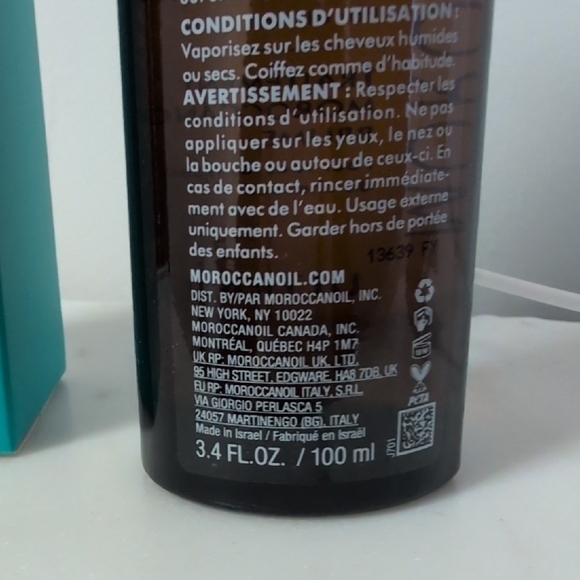 CONDITIONS D'UTILISATION :
Vaporisez sur les cheveux humides
ou secs. Coiffez comme d'habitude.
AVERTISSEMENT : Respecter les
conditions d'utilisation. Ne pas
appliquer sur les yeux, le nez ou
la bouche ou autour de ceux-ci. En
cas de contact, rincer immédiate-
ment avec de l'eau. Usage externe
uniquement. Garder hors de portée
des enfants.
13639 FY
MOROCCANOIL.COM
DIST. BY/PAR MOROCCANOIL, INC.
NEW YORK, NY 10022
MOROCCANOIL CANADA, INC.
MONTRÉAL, QUÉBEC H4P 1M7
UK RP: MOROCCANOIL UK, LTD.
95 HIGH STREET, EDGWARE, HA8 7DB, UK
EU RP: MOROCCANOIL ITALY, S.R.L.
VIA GIORGIO PERLASCA 5
24057 MARTINENGO (BG), ITALY
Made in Israel / Fabriqué en Israël
3.4 FL.OZ. / 100 ml
PETA
J701